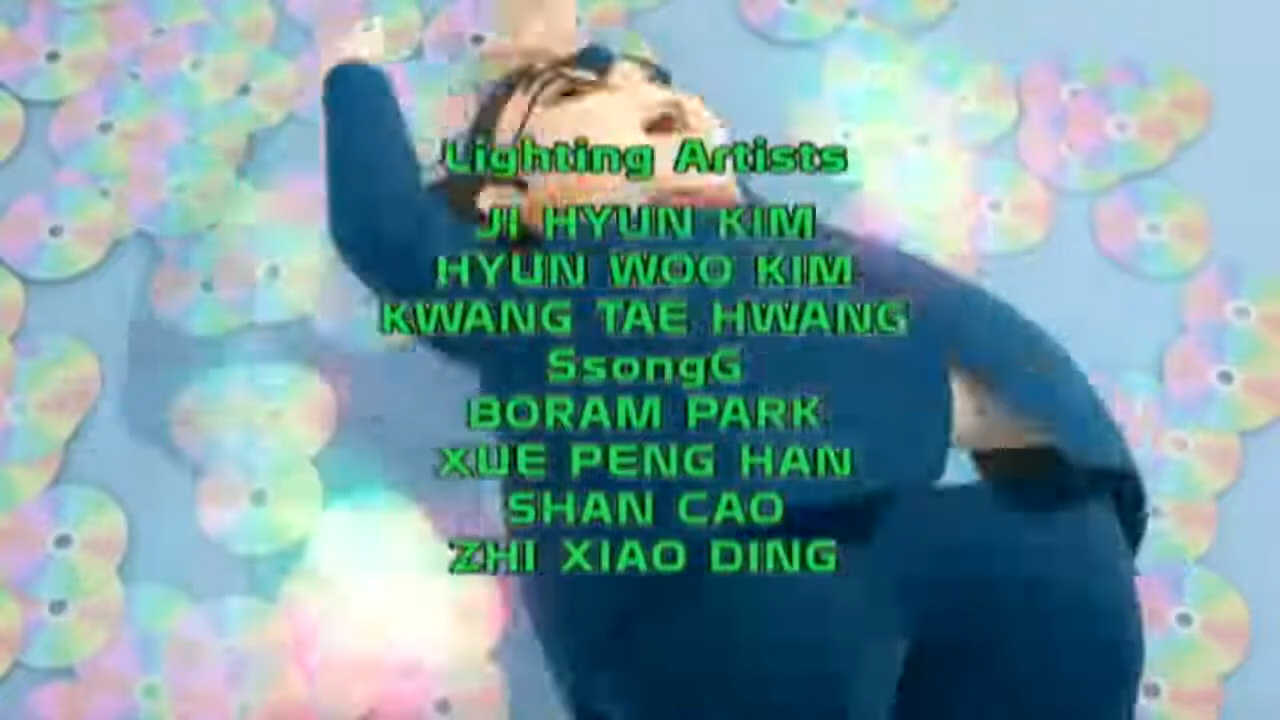 Lighting Artists
JI HYUN KIM
HYUN WOO KIM
KWANG TAE HWANG
SsongG
BORAM PARK
XUE PENG HAN
SHAN CAO
ZHI XIAO DING